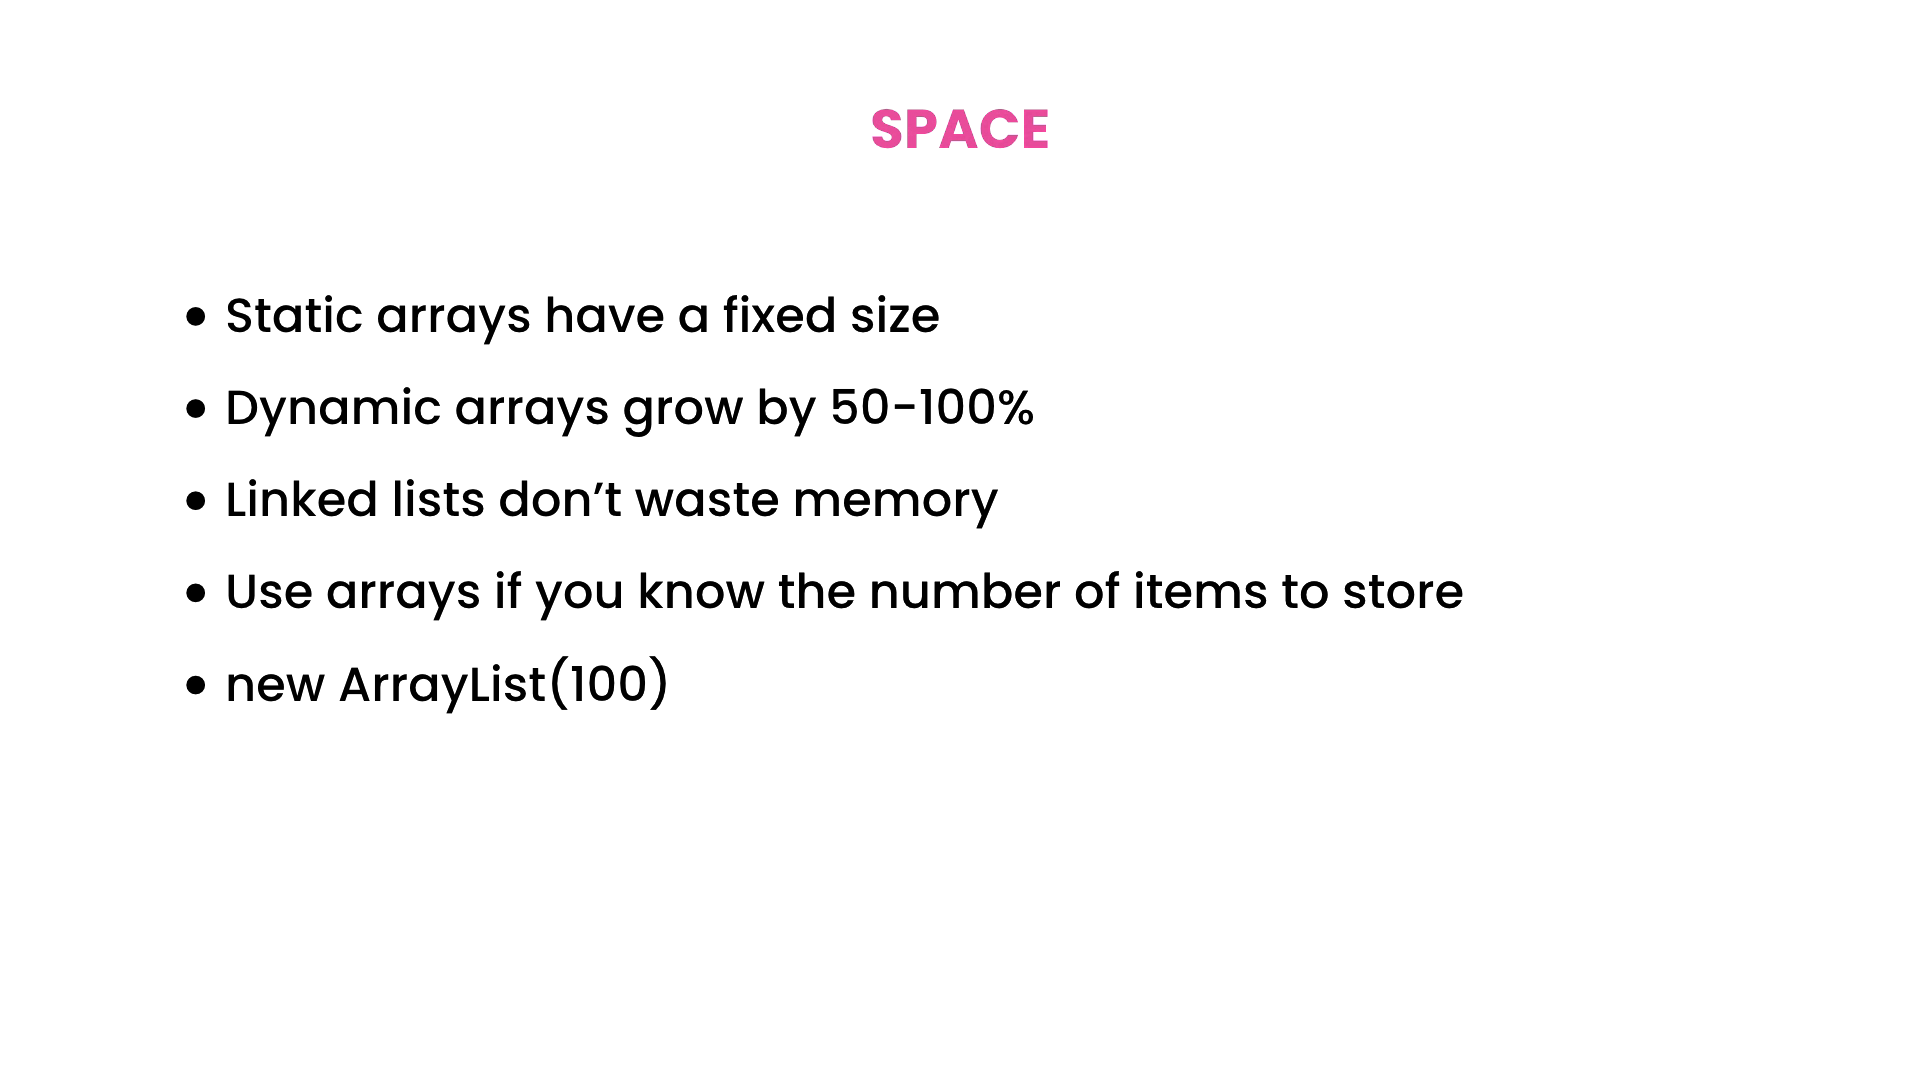 SPACE
• Static arrays have a fixed size
• Dynamic arrays grow by 50-100%
• Linked lists don’t waste memory
• Use arrays if you know the number of items to store
• new ArrayList(100)